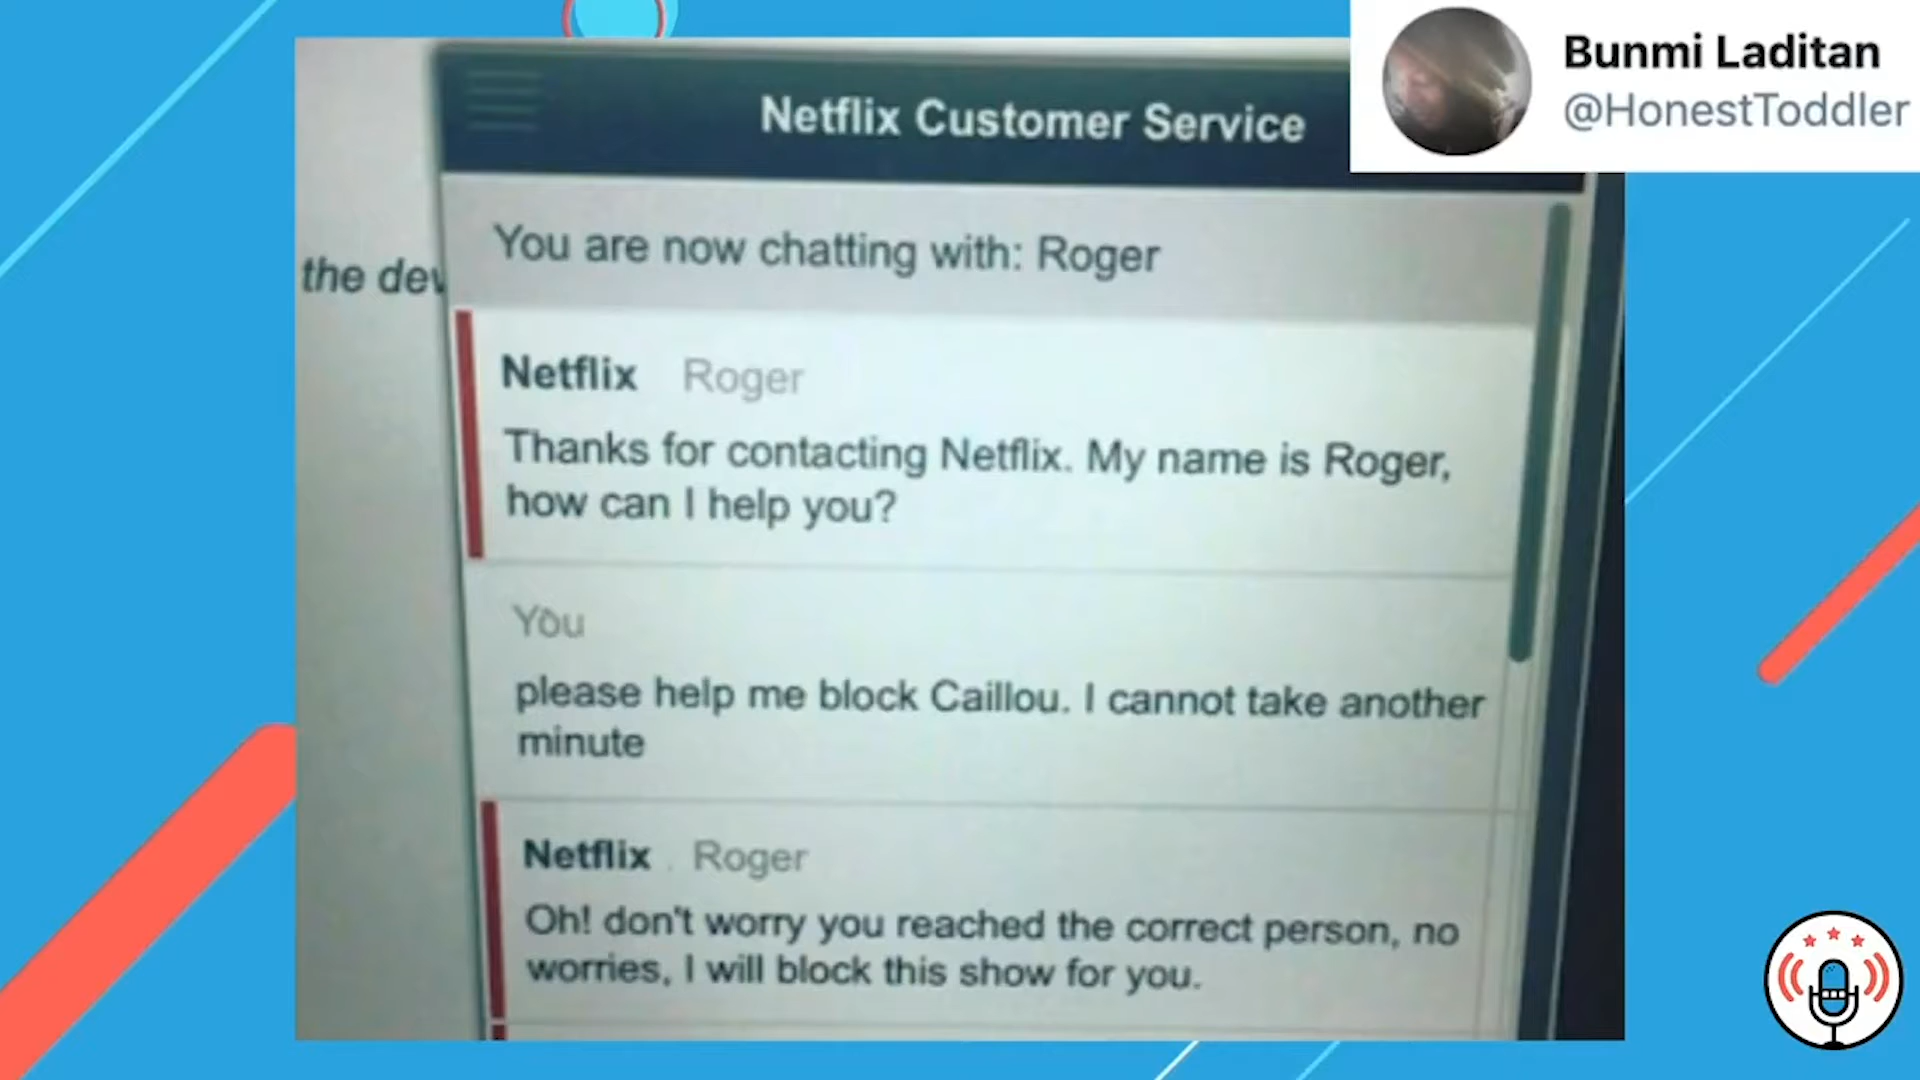 Bunmi Laditan
@HonestToddler
Netflix Customer Service
You are now chatting with: Roger
the dev
Netflix Roger
Thanks for contacting Netflix. My name is Roger,
how can I help you?
You
please help me block Caillou. I cannot take another
minute
Netflix Roger
Oh! don't worry you reached the correct person, no
worries, I will block this show for you.